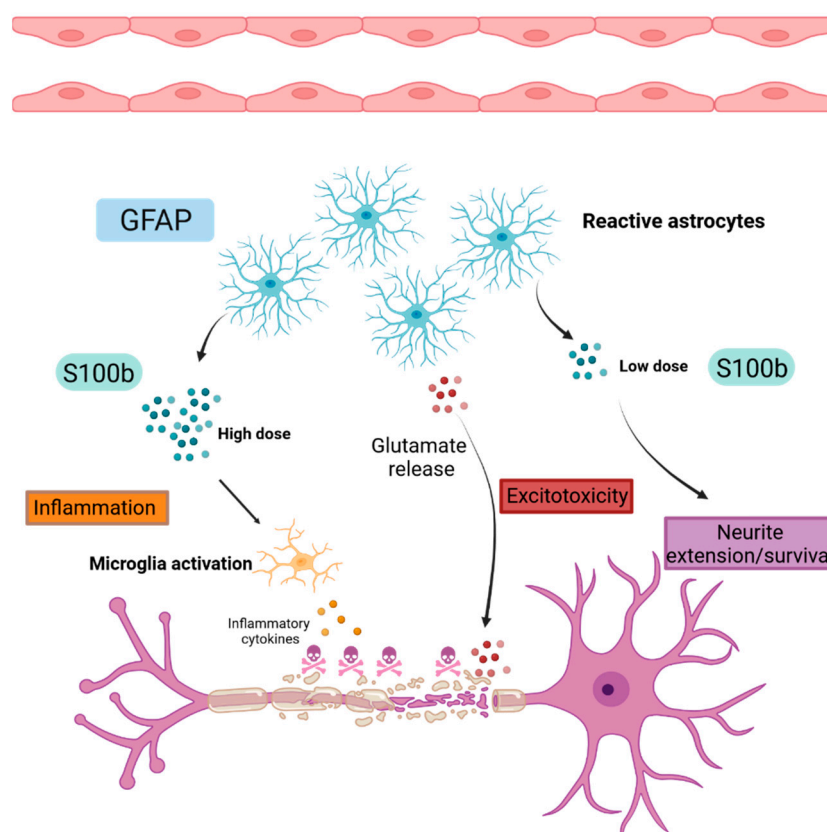 GFAP
Reactive astrocytes
S100b
High dose
Low dose
S100b
Glutamate
release
Inflammation
Excitotoxicity
Microglia activation
Neurite
extension/surviva
Inflammatory
cytokines